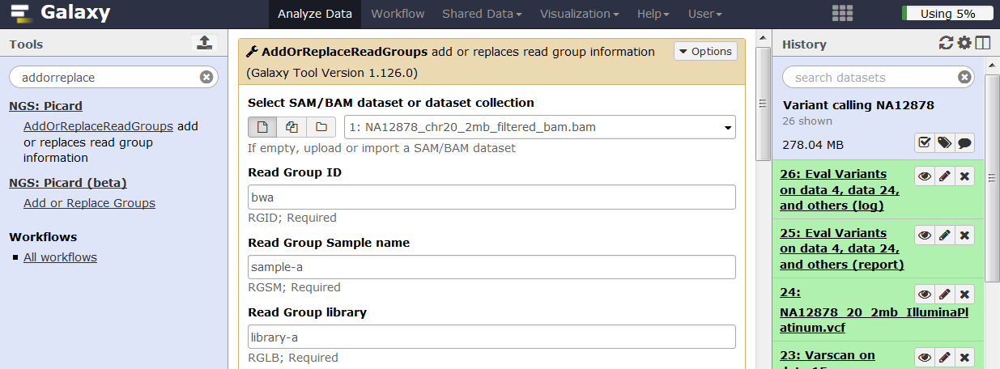 Galaxy
Analyze Data
Workflow
Shared Data
Visualization
Help
User
Using 5%
Tools
addorreplace
NGS: Picard
AddOrReplaceReadGroups add
or replaces read group
information
NGS: Picard (beta)
Add or Replace Groups
Workflows
All workflows
AddOrReplaceReadGroups add or replaces read group information
(Galaxy Tool Version 1.126.0)
Options
Select SAM/BAM dataset or dataset collection
1: NA12878_chr20_2mb_filtered_bam.bam
If empty, upload or import a SAM/BAM dataset
Read Group ID
bwa
RGID; Required
Read Group Sample name
sample-a
RGSM; Required
Read Group library
library-a
RGLB; Required
History
search datasets
Variant calling NA12878
26 shown
278.04 MB
26: Eval Variants
on data 4, data 24,
and others (log)
25: Eval Variants
on data 4, data 24,
and others (report)
24:
NA12878_20_2mb_IlluminaPl
atinum.vcf
23: Varscan on